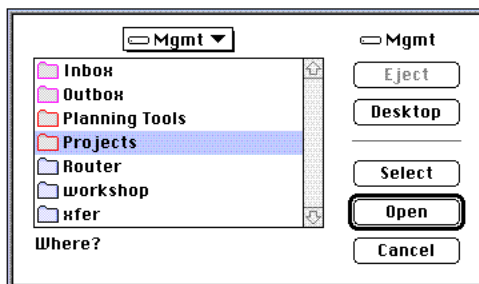 Mgmt
Inbox
Outbox
Planning Tools
Projects
Router
workshop
xfer
Where?
Mgmt
Eject
Desktop
Select
Open
Cancel